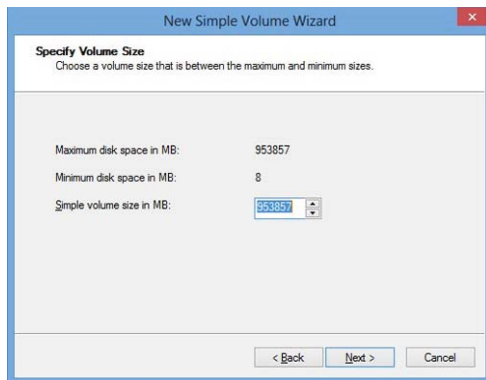 New Simple Volume Wizard
Specify Volume Size
Choose a volume size that is between the maximum and minimum sizes.
Maximum disk space in MB: 953857
Minimum disk space in MB: 8
Simple volume size in MB: 953857
< Back Next > Cancel